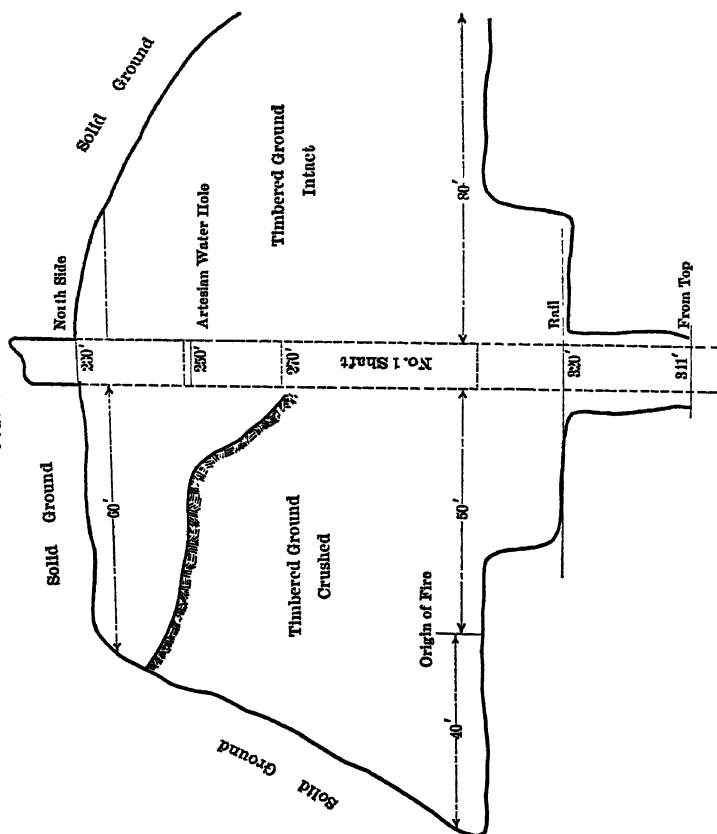 Solid Ground
Solid Ground
North Side
230'
60'
Artesian Water Hole
250'
270'
Timbered Ground
Intact
Timbered Ground
Crushed
No. 1 Shaft
Solid Ground
Origin of Fire
80'
50'
40'
Rail
320'
From Top
311'